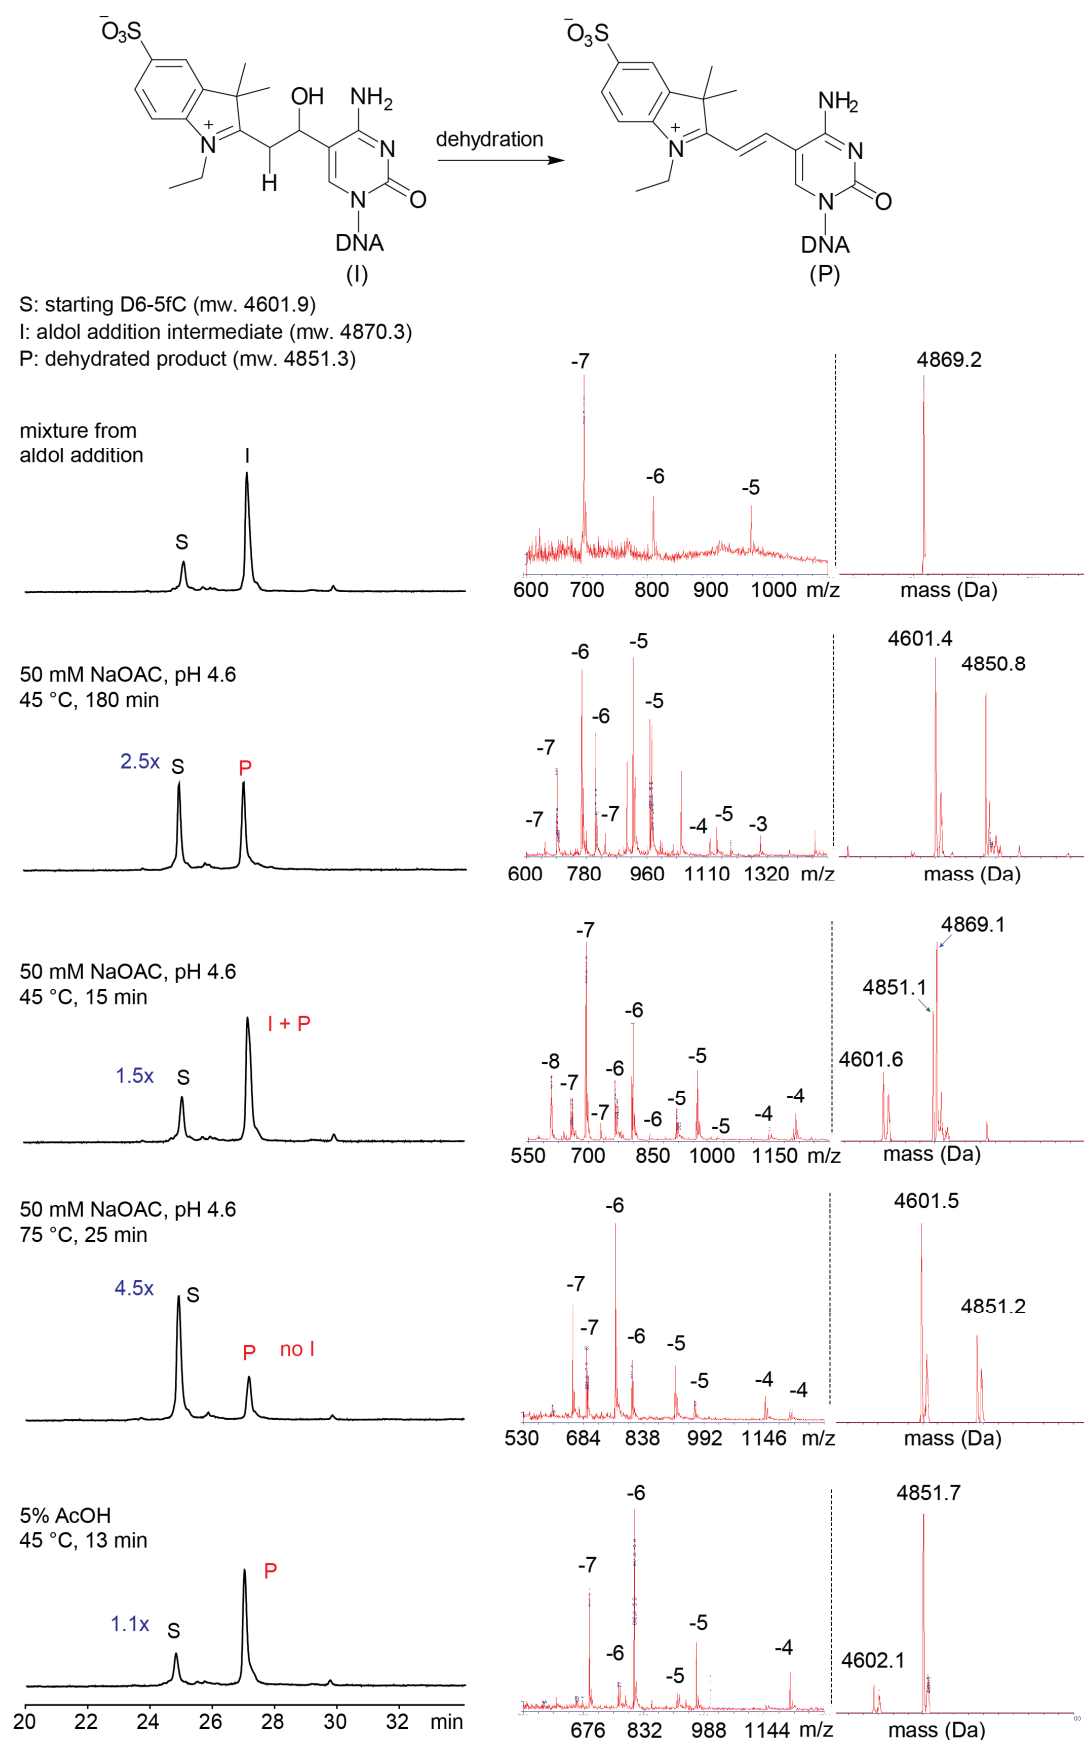 −
O3S
OH
NH2
+
N
N
H
N
O
DNA
(I)
dehydration
−
O3S
NH2
+
N
N
N
O
DNA
(P)
S: starting D6-5fC (mw. 4601.9)
I: aldol addition intermediate (mw. 4870.3)
P: dehydrated product (mw. 4851.3)
mixture from
aldol addition
S
I
-7
-6
-5
600 700 800 900 1000 m/z
4869.2
mass (Da)
50 mM NaOAC, pH 4.6
45 °C, 180 min
2.5x
S
P
-7
-7
-6
-6
-7
-5
-5
-4
-5
-3
600 780 960 1110 1320 m/z
4601.4
4850.8
mass (Da)
50 mM NaOAC, pH 4.6
45 °C, 15 min
1.5x
S
I + P
-8
-7
-7
-7
-6
-6
-6
-5
-5
-5
-4
-4
550 700 850 1000 1150 m/z
4869.1
4851.1
4601.6
mass (Da)
50 mM NaOAC, pH 4.6
75 °C, 25 min
4.5x
S
P
no I
-7
-7
-6
-6
-5
-5
-4
-4
530 684 838 992 1146 m/z
4601.5
4851.2
mass (Da)
5% AcOH
45 °C, 13 min
1.1x
S
P
-7
-6
-6
-5
-5
-4
676 832 988 1144 m/z
4851.7
4602.1
mass (Da)
20 22 24 26 28 30 32 min